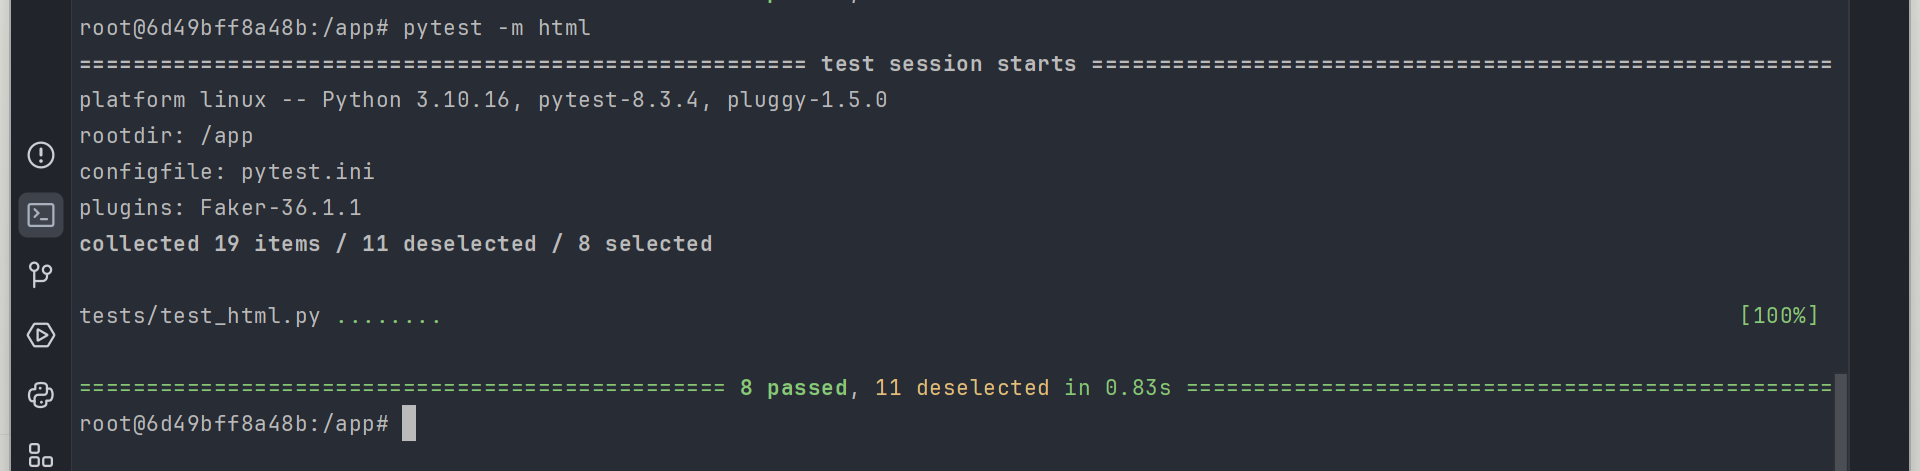 root@6d49bff8a48b:/app# pytest -m html
====================================================== test session starts =======================================================
platform linux -- Python 3.10.16, pytest-8.3.4, pluggy-1.5.0
rootdir: /app
configfile: pytest.ini
plugins: Faker-36.1.1
collected 19 items / 11 deselected / 8 selected

tests/test_html.py ........ [100%]

================================================ 8 passed, 11 deselected in 0.83s ================================================
root@6d49bff8a48b:/app#